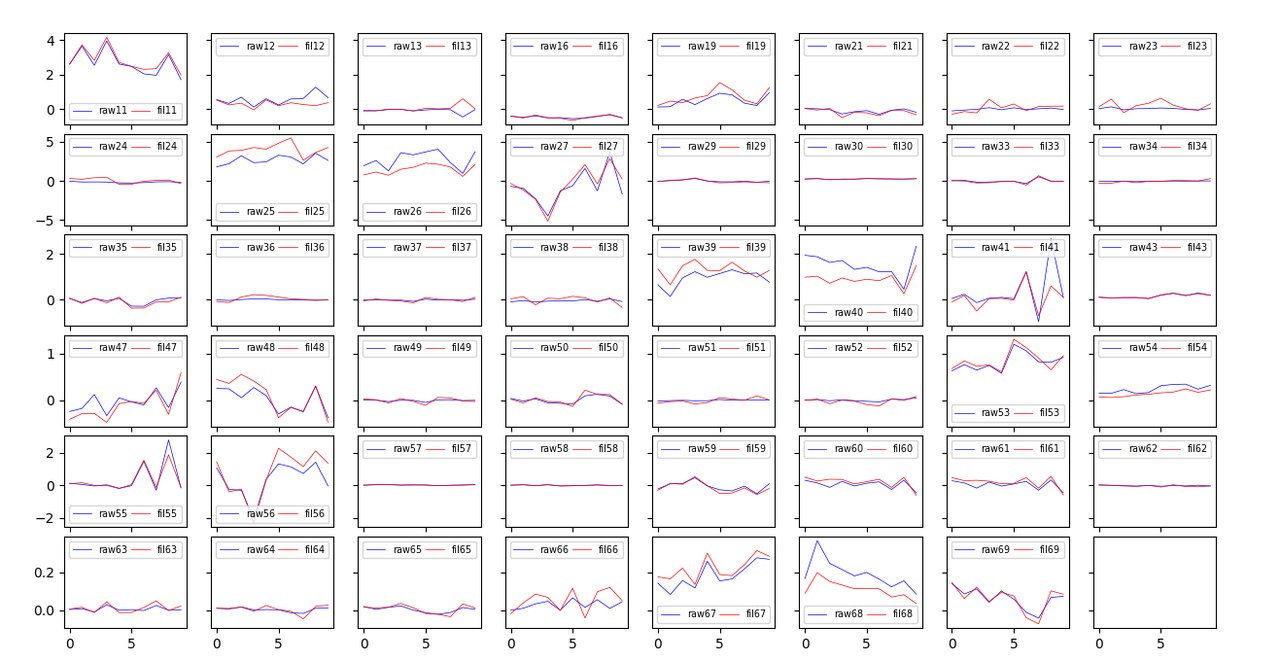 raw12 fil12 raw13 fil13 raw16 fil16 raw19 fil19 raw21 fil21 raw22 fil22 raw23 fil23
4
2
0
raw11 fil11
raw24 fil24 raw27 fil27 raw29 fil29 raw30 fil30 raw33 fil33 raw34 fil34
5
0
−5
raw25 fil25 raw26 fil26
raw35 fil35 raw36 fil36 raw37 fil37 raw38 fil38 raw39 fil39 raw41 fil41 raw43 fil43
2
0
raw40 fil40
raw47 fil47 raw48 fil48 raw49 fil49 raw50 fil50 raw51 fil51 raw52 fil52 raw54 fil54
1
0
raw53 fil53
raw57 fil57 raw58 fil58 raw59 fil59 raw60 fil60 raw61 fil61 raw62 fil62
2
0
−2
raw55 fil55 raw56 fil56
raw63 fil63 raw64 fil64 raw65 fil65 raw66 fil66 raw69 fil69
0.2
0.0
raw67 fil67 raw68 fil68
0 5 0 5 0 5 0 5 0 5 0 5 0 5 0 5